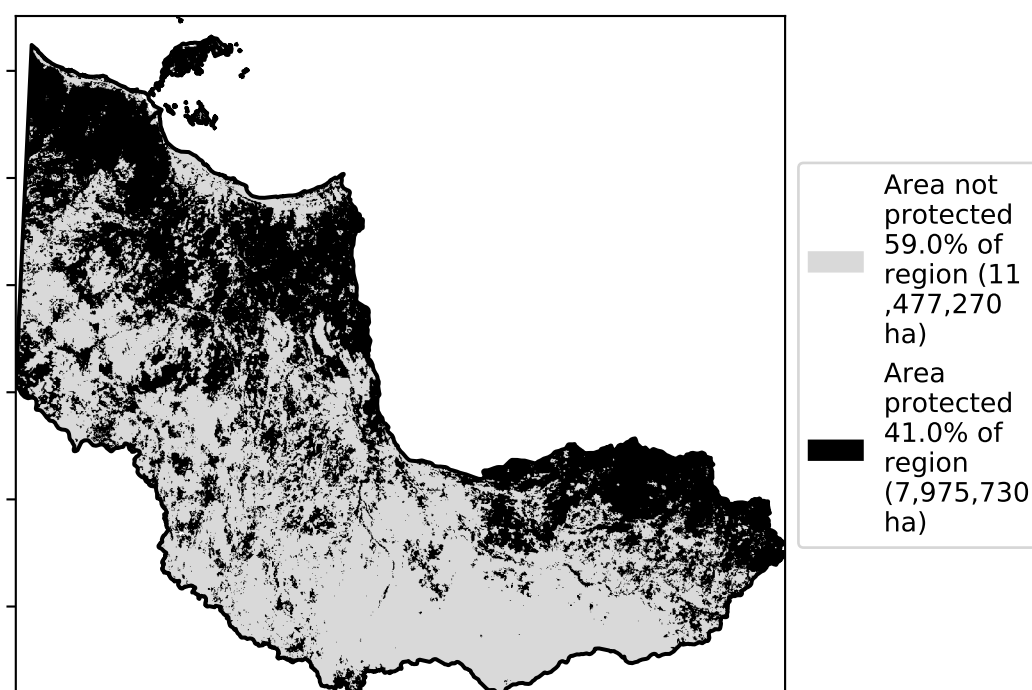 Area not
protected
59.0% of
region (11
,477,270
ha)
Area
protected
41.0% of
region
(7,975,730
ha)